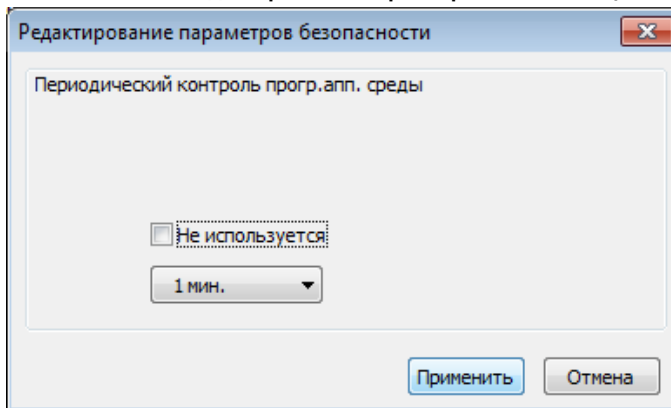 Редактирование параметров безопасности
Периодический контроль прогр.апп. среды
Не используется
1 мин.
Применить
Отмена